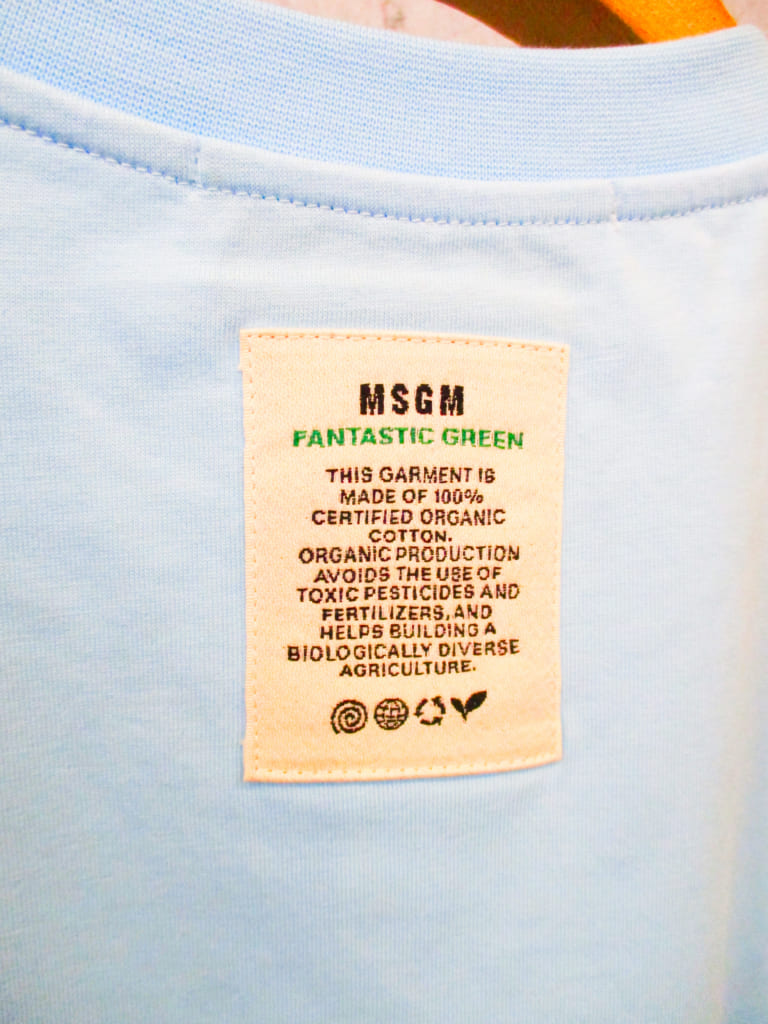 MSGM
FANTASTIC GREEN
THIS GARMENT IS
MADE OF 100%
CERTIFIED ORGANIC
COTTON.
ORGANIC PRODUCTION
AVOIDS THE USE OF
TOXIC PESTICIDES AND
FERTILIZERS, AND
HELPS BUILDING A
BIOLOGICALLY DIVERSE
AGRICULTURE.